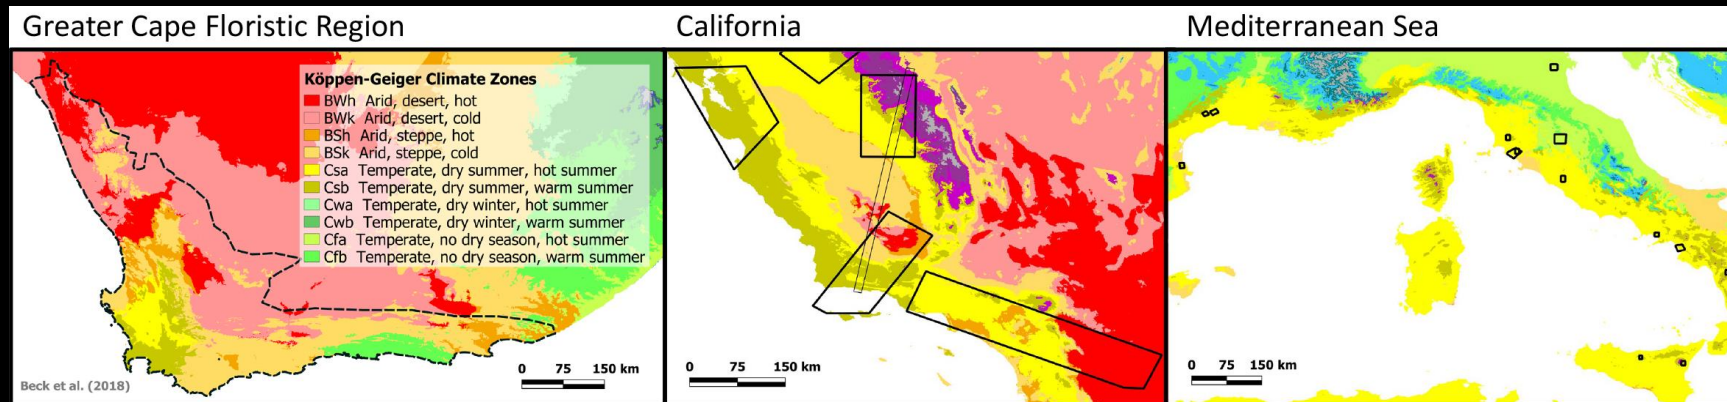 Greater Cape Floristic Region
California
Mediterranean Sea
Köppen-Geiger Climate Zones
BWh Arid, desert, hot
BWk Arid, desert, cold
BSh Arid, steppe, hot
BSk Arid, steppe, cold
Csa Temperate, dry summer, hot summer
Csb Temperate, dry summer, warm summer
Cwa Temperate, dry winter, hot summer
Cwb Temperate, dry winter, warm summer
Cfa Temperate, no dry season, hot summer
Cfb Temperate, no dry season, warm summer
Beck et al. (2018)
0 75 150 km
0 75 150 km
0 75 150 km